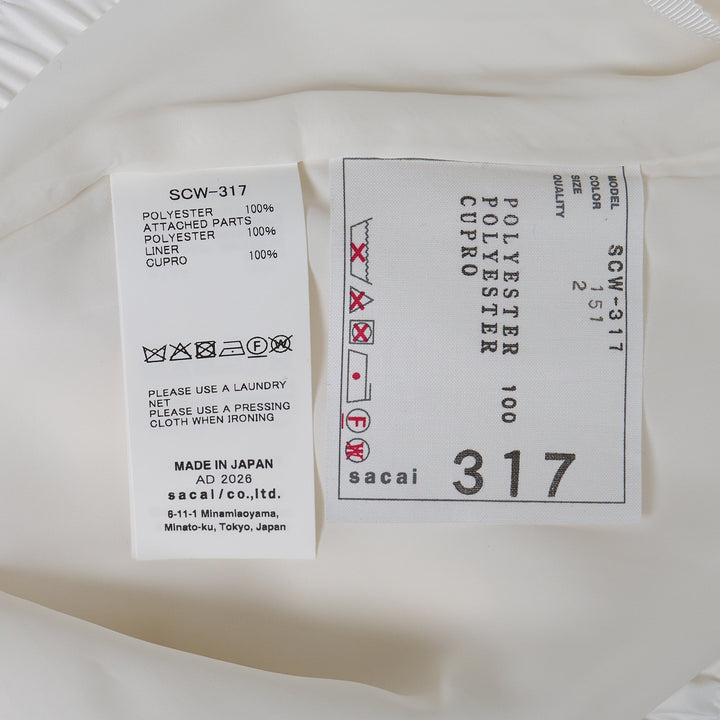 SCW-317
POLYESTER 100%
ATTACHED PARTS
POLYESTER 100%
LINER
CUPRO 100%
F W
PLEASE USE A LAUNDRY
NET
PLEASE USE A PRESSING
CLOTH WHEN IRONING
MADE IN JAPAN
AD 2026
sacai/co.,ltd.
6-11-1 Minamiaoyama,
Minato-ku, Tokyo, Japan
MODEL SCW-317
COLOR 151
SIZE 2
QUALITY
POLYESTER 100
POLYESTER
CUPRO
F
W
sacai 317